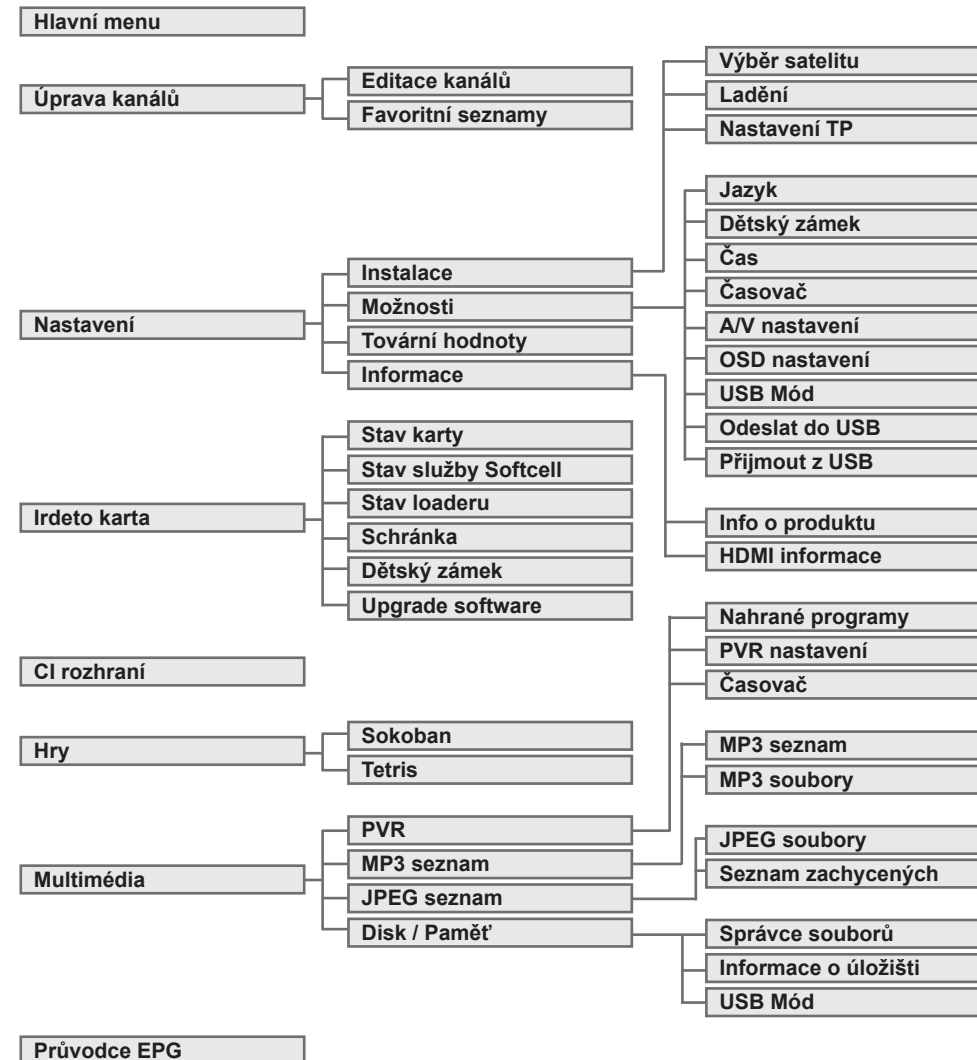 Hlavní menu
Úprava kanálů
Editace kanálů
Favoritní seznamy
Nastavení
Instalace
Výběr satelitu
Ladění
Nastavení TP
Možnosti
Jazyk
Dětský zámek
Čas
Časovač
A/V nastavení
OSD nastavení
USB Mód
Odeslat do USB
Přijmout z USB
Tovární hodnoty
Informace
Info o produktu
HDMI informace
Irdeto karta
Stav karty
Stav služby Softcell
Stav loaderu
Schránka
Dětský zámek
Upgrade software
CI rozhraní
Hry
Sokoban
Tetris
Multimédia
PVR
Nahrané programy
PVR nastavení
Časovač
MP3 seznam
MP3 seznam
MP3 soubory
JPEG seznam
JPEG soubory
Seznam zachycených
Disk / Paměť
Správce souborů
Informace o úložišti
USB Mód
Průvodce EPG